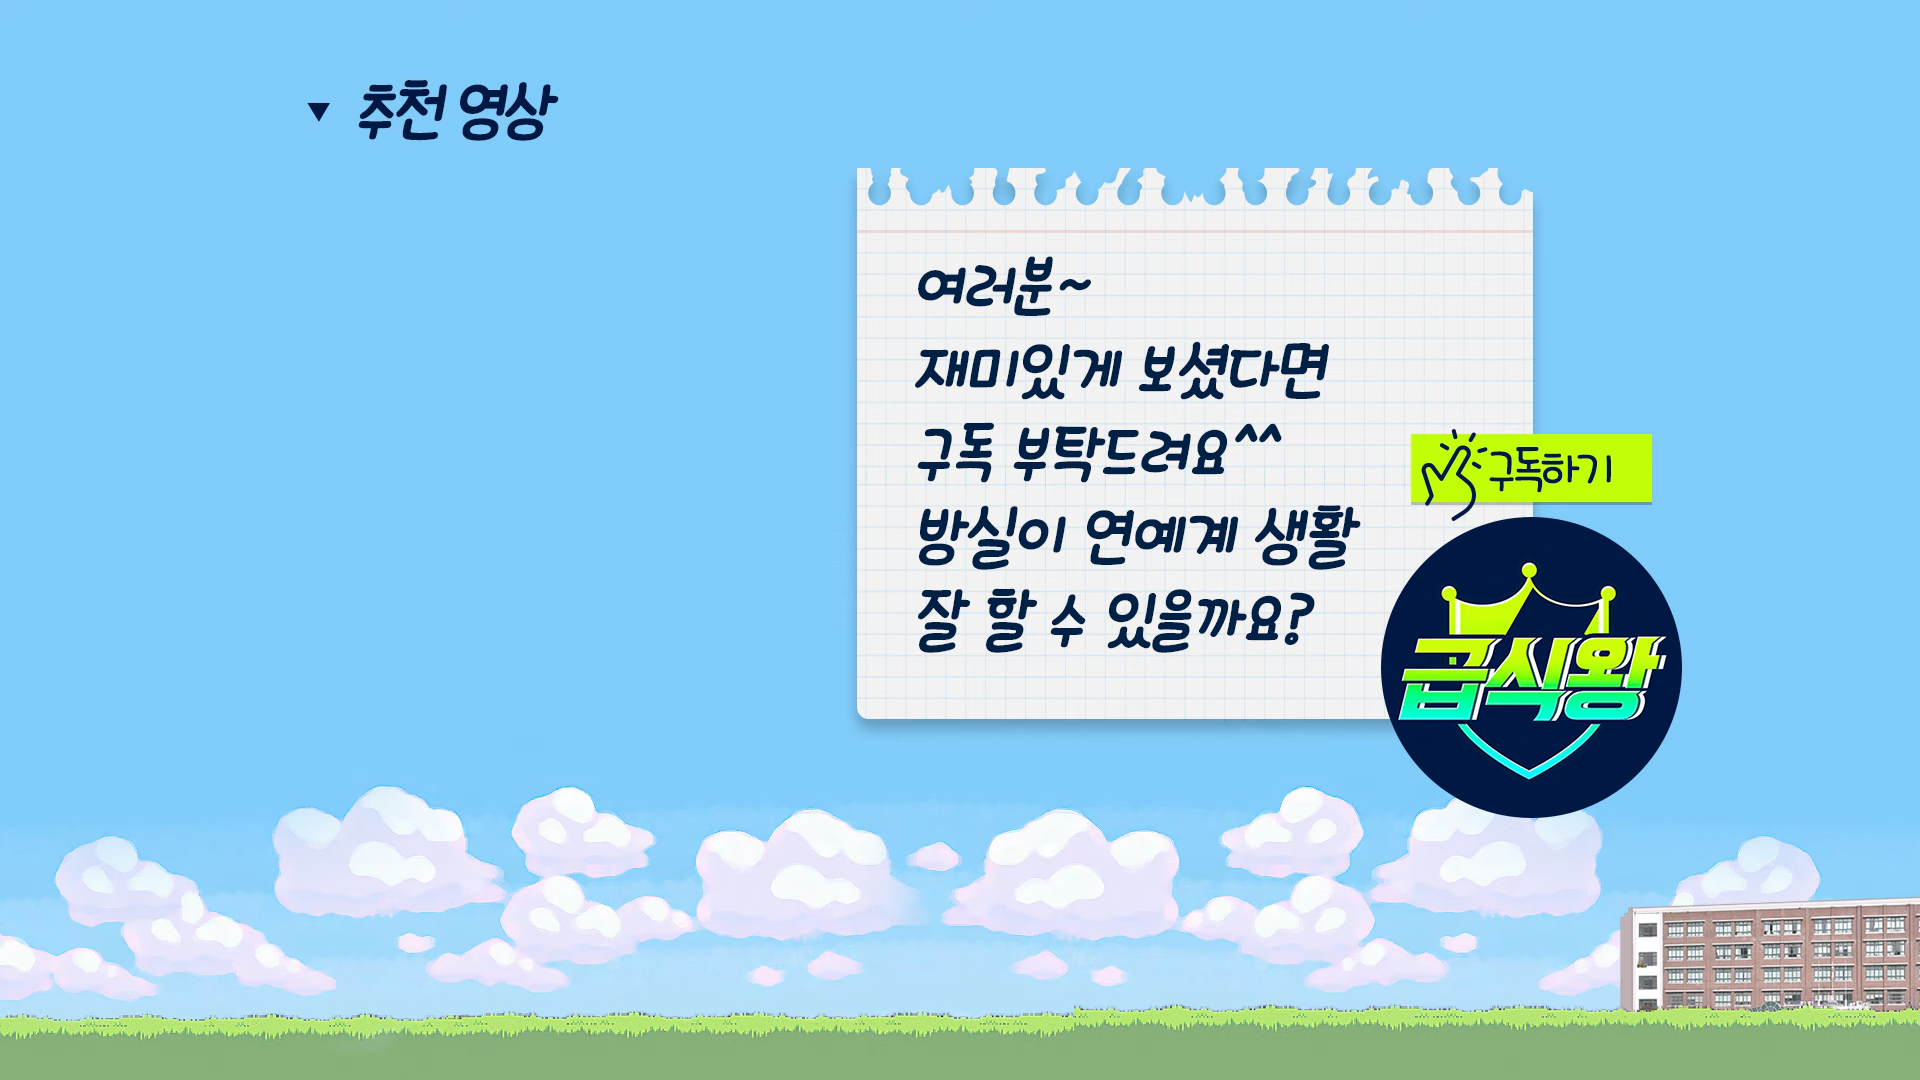 ▼ 추천 영상
여러분~
재미있게 보셨다면
구독 부탁드려요^^
방실이 연예계 생활
잘 할 수 있을까요?
구독하기
급식왕